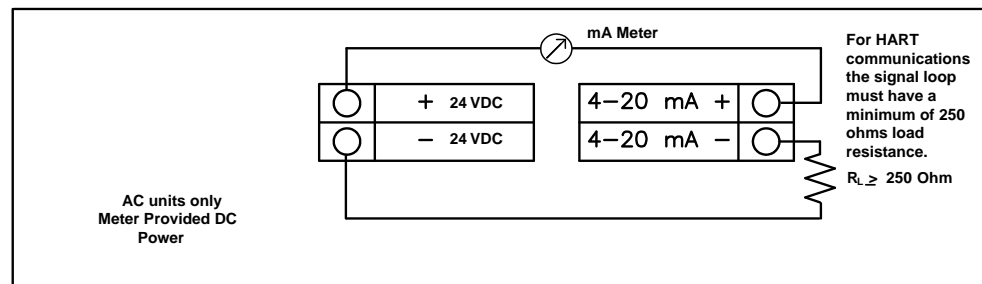 mA Meter
For HART
communications
the signal loop
must have a
minimum of 250
ohms load
resistance.
+ 24 VDC
4–20 mA +
− 24 VDC
4–20 mA −
RL ≥ 250 Ohm
AC units only
Meter Provided DC
Power